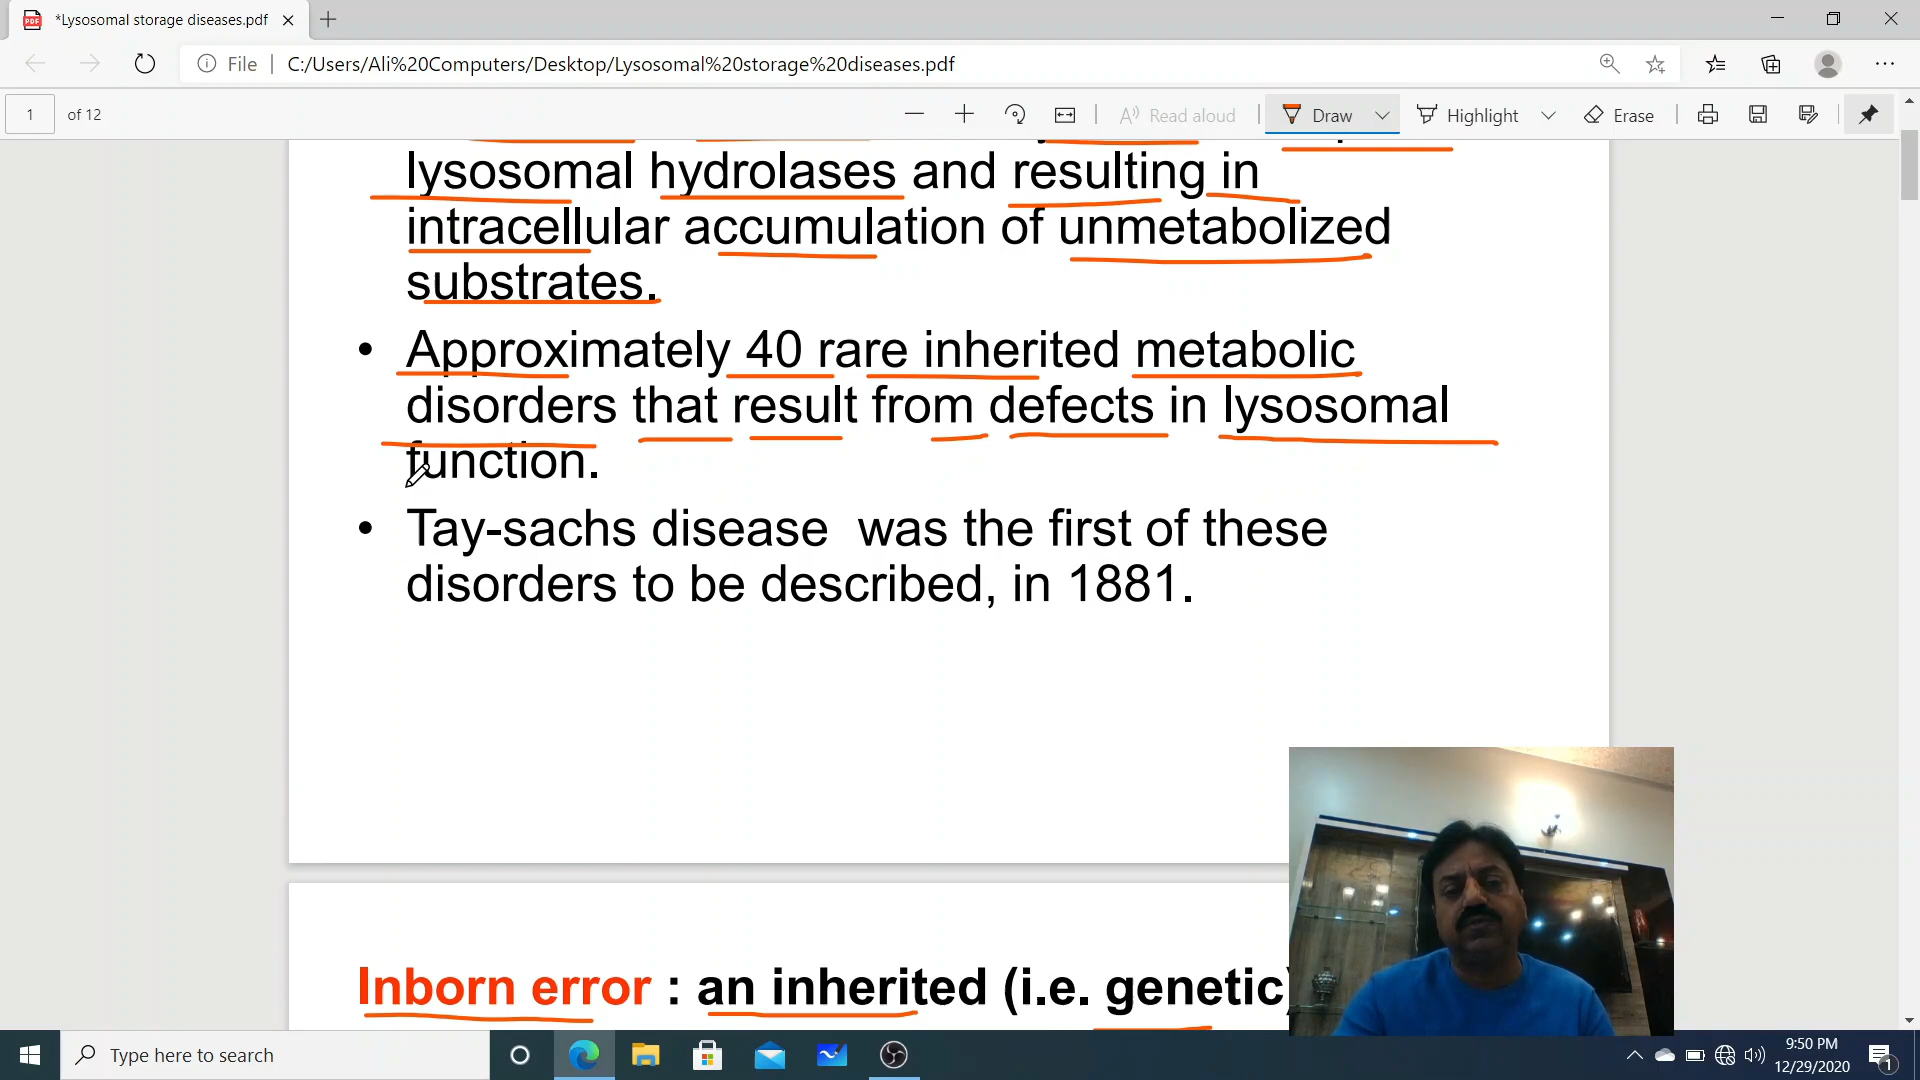 *Lysosomal storage diseases.pdf
File
C:/Users/Ali%20Computers/Desktop/Lysosomal%20storage%20diseases.pdf
1 of 12
Read aloud
Draw
Highlight
Erase
lysosomal hydrolases and resulting in
intracellular accumulation of unmetabolized
substrates.
• Approximately 40 rare inherited metabolic
disorders that result from defects in lysosomal
function.
• Tay-sachs disease was the first of these
disorders to be described, in 1881.
Inborn error : an inherited (i.e. genetic)
Type here to search
9:50 PM
12/29/2020
1